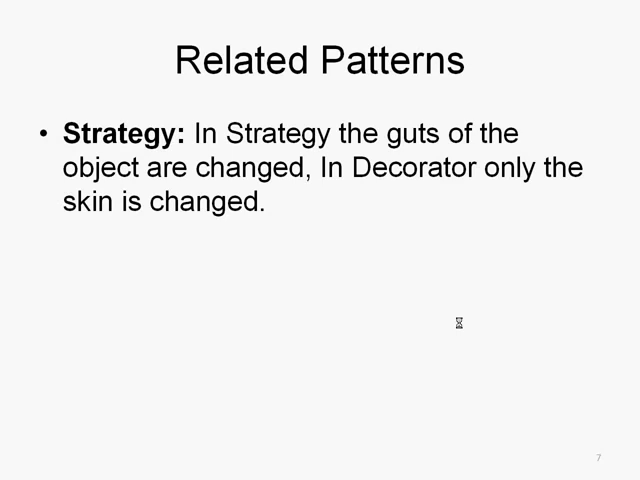 Related Patterns
• Strategy: In Strategy the guts of the
object are changed, In Decorator only the
skin is changed.
7